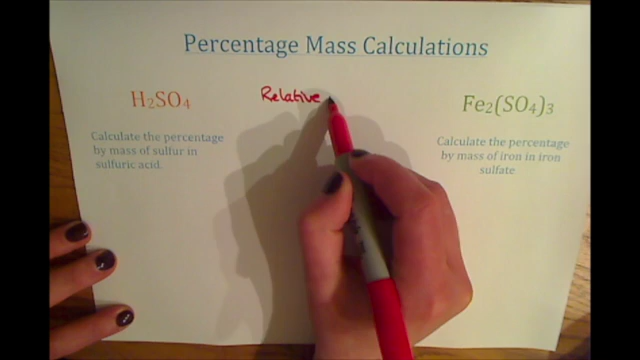 Percentage Mass Calculations
H₂SO₄
Calculate the percentage
by mass of sulfur in
sulfuric acid.
Relative
Fe₂(SO₄)₃
Calculate the percentage
by mass of iron in iron
sulfate